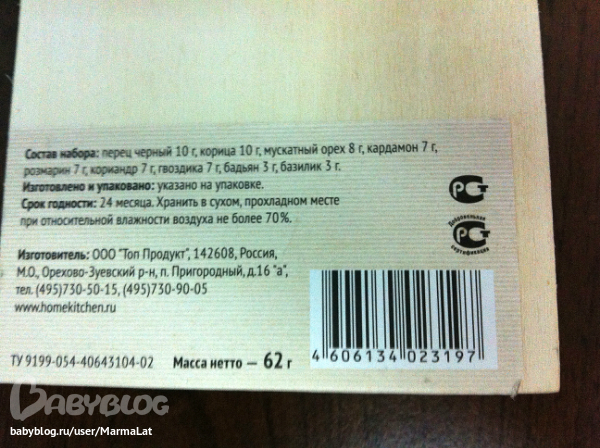 Состав набора: перец черный 10 г, корица 10 г, мускатный орех 8 г, кардамон 7 г,
розмарин 7 г, кориандр 7 г, гвоздика 7 г, бадьян 3 г, базилик 3 г.
Изготовлено и упаковано: указано на упаковке.
Срок годности: 24 месяца. Хранить в сухом, прохладном месте
при относительной влажности воздуха не более 70%.
РСТ
Добровольная
РСТ
сертификация
Изготовитель: ООО "Топ Продукт", 142608, Россия,
М.О., Орехово-Зуевский р-н, п. Пригородный, д.16 "а",
тел. (495)730-50-15, (495)730-90-05
www.homekitchen.ru
ТУ 9199-054-40643104-02 Масса нетто — 62 г
4 606134 023197
BABYBLOG
babyblog.ru/user/MarmaLat